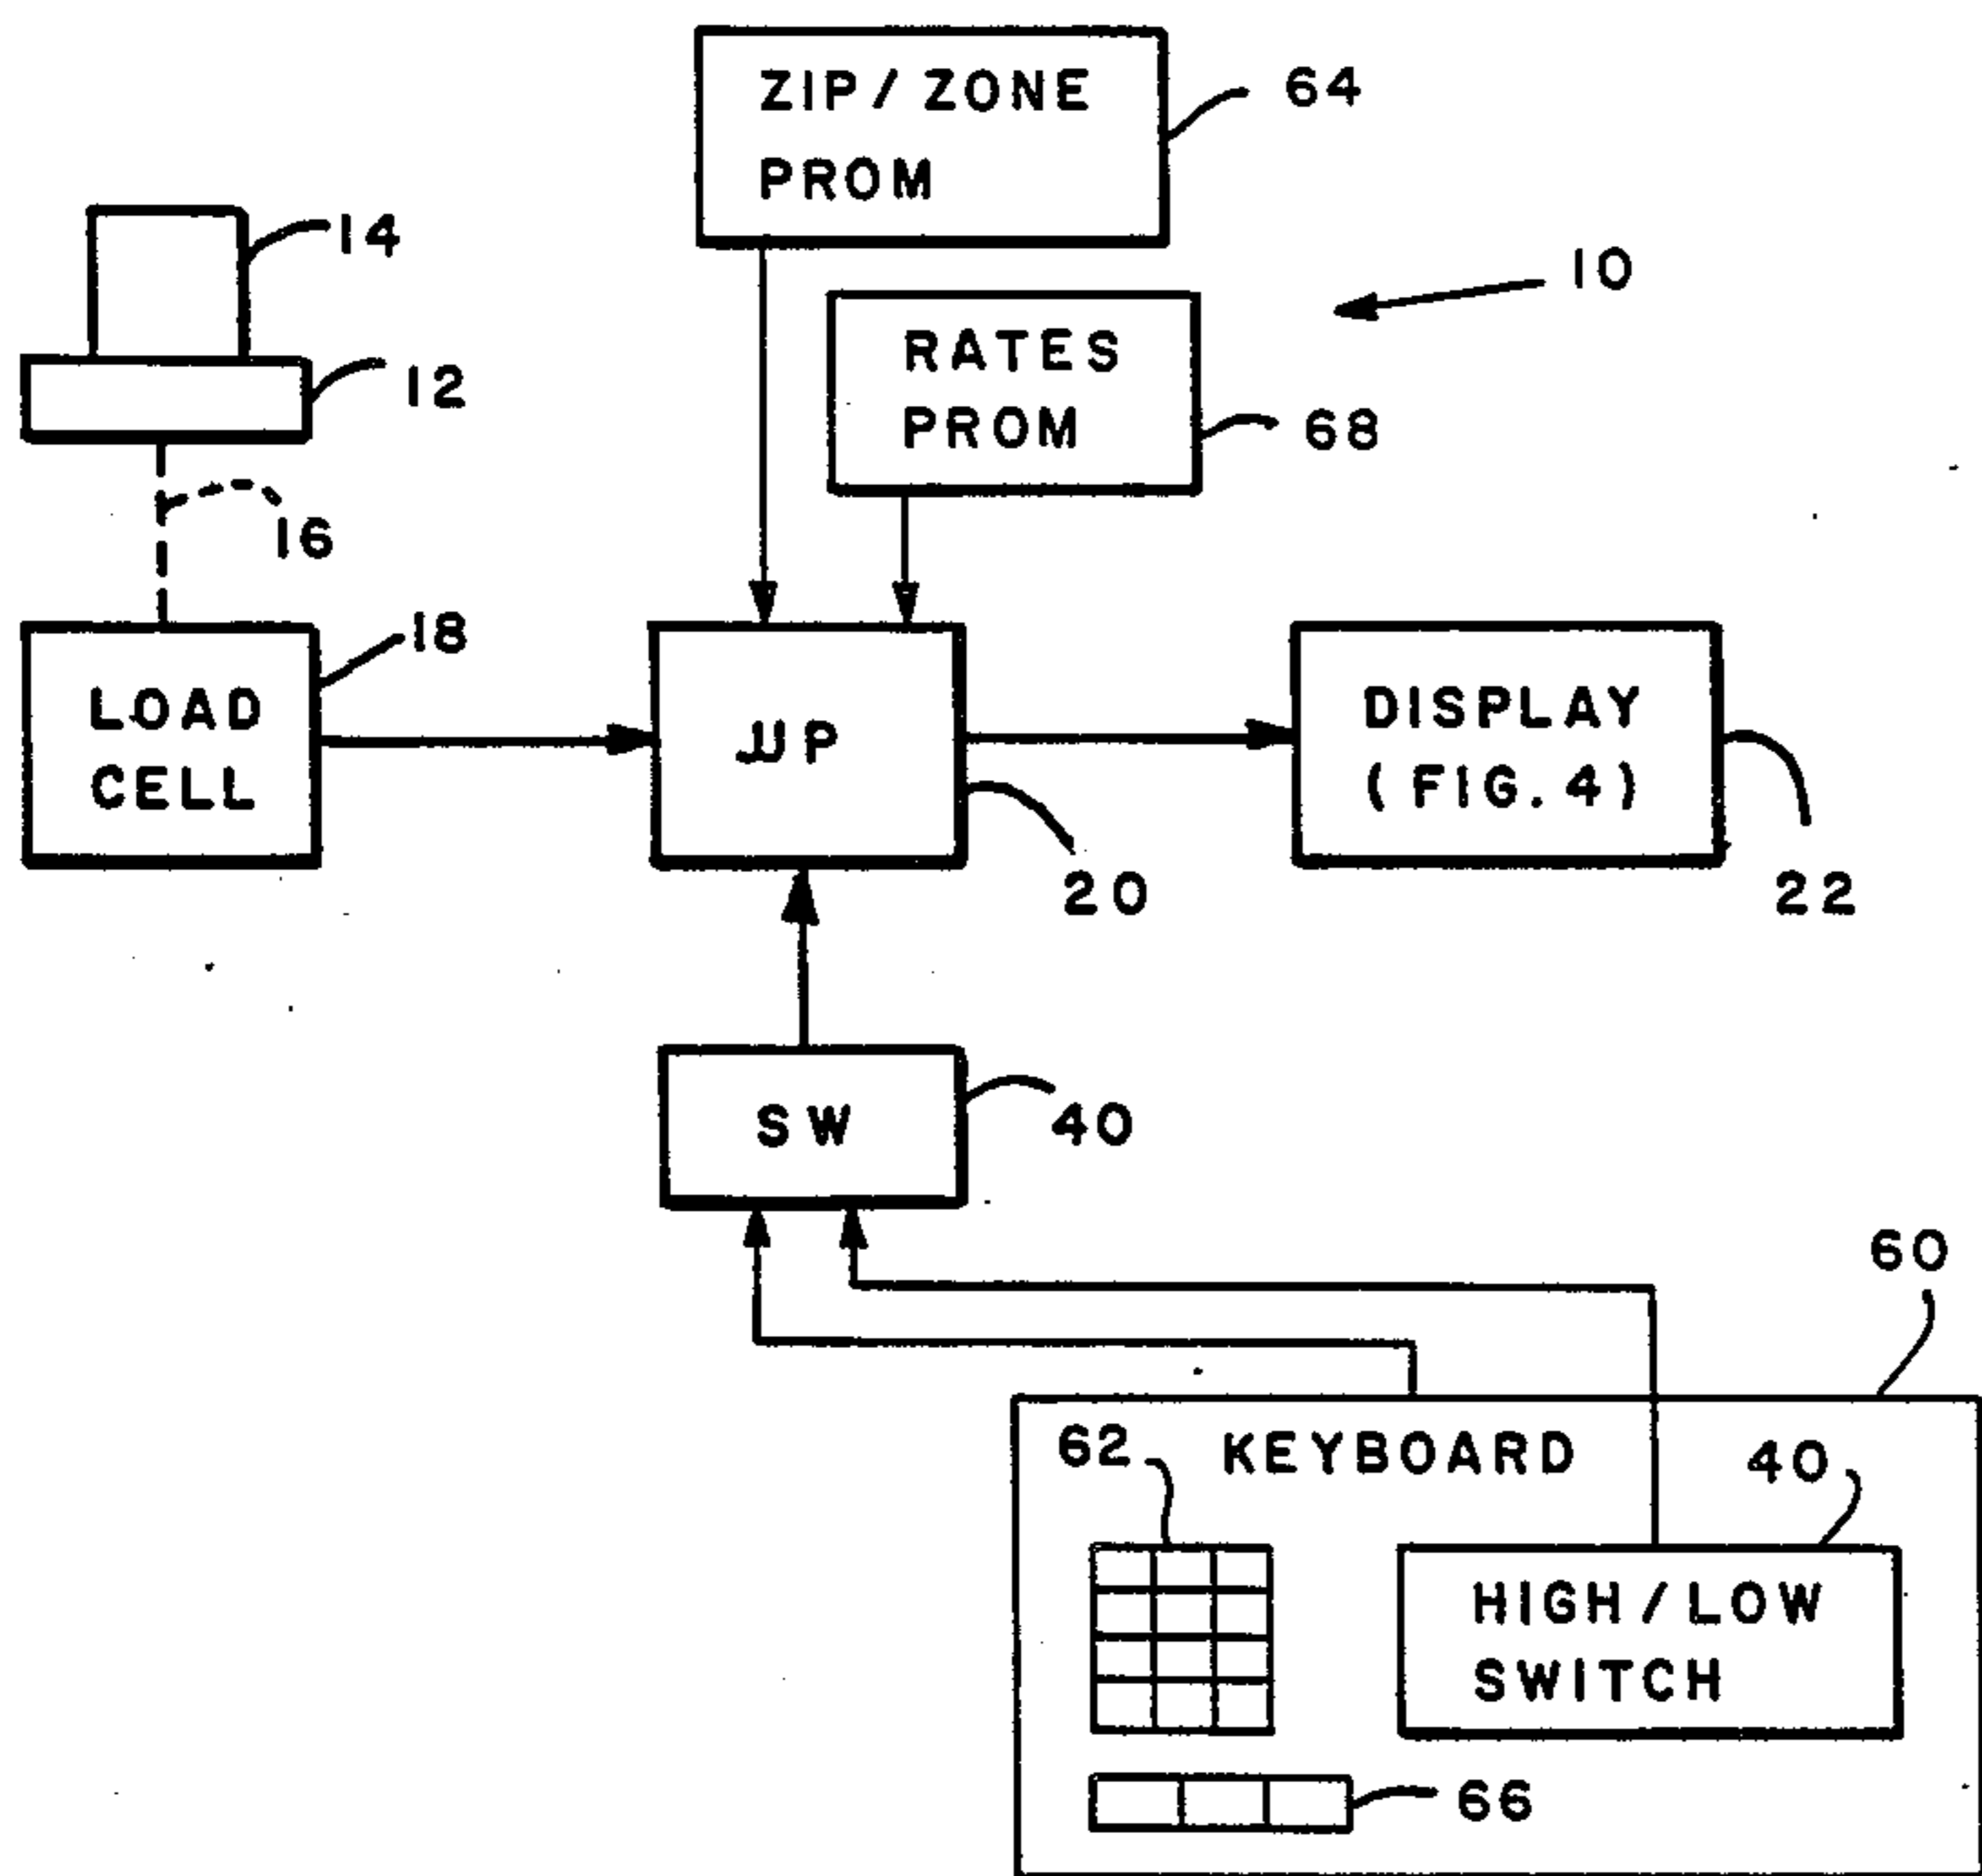 ZIP/ZONE
PROM
64
14
10
RATES
PROM
12
68
16
18
LOAD
CELL
µP
DISPLAY
(FIG. 4)
20
22
SW
40
60
62
KEYBOARD
40
HIGH/LOW
SWITCH
66